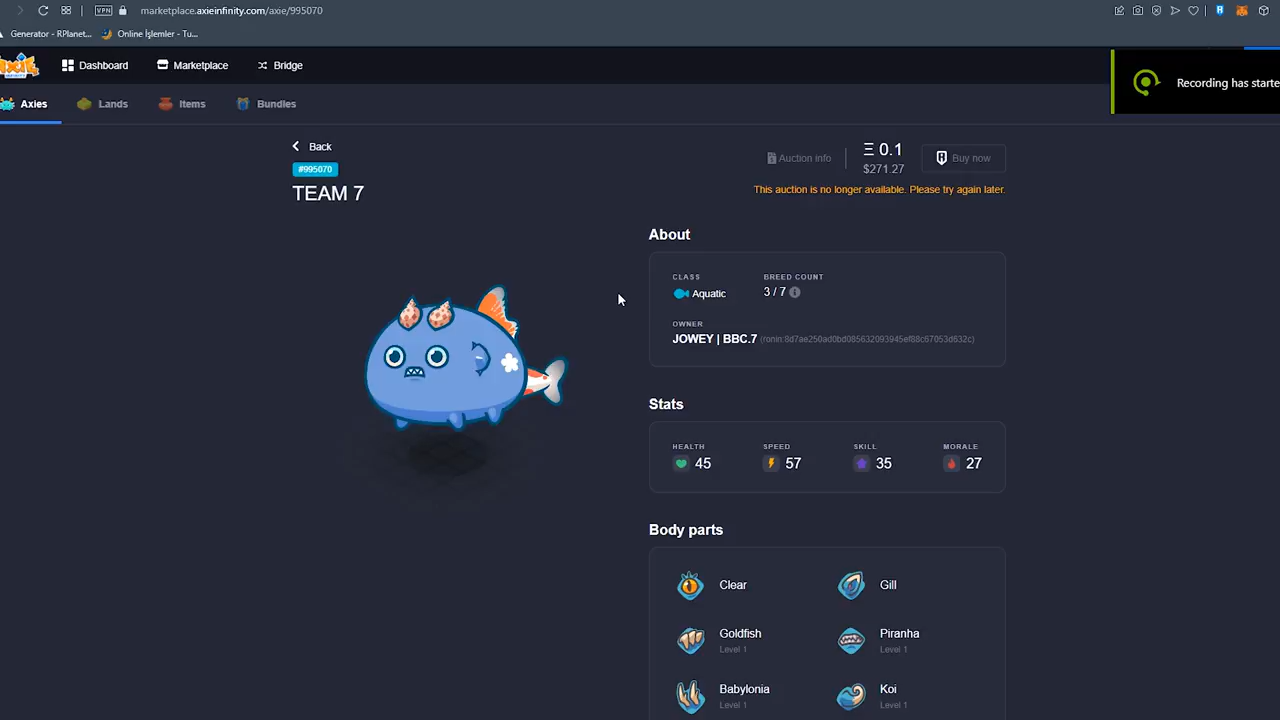 VPN marketplace.axieinfinity.com/axie/995070
Generator - RPlanet... Online İşlemler - Tu...
Dashboard Marketplace Bridge
Recording has starte
Axies Lands Items Bundles
Back
#995070
TEAM 7
Auction info Ξ 0.1 Buy now
$271.27
This auction is no longer available. Please try again later.
About
CLASS BREED COUNT
Aquatic 3 / 7
OWNER
JOWEY | BBC.7 (ronin:8d7ae250ad0bd085632093945ef88c67053d632c)
Stats
HEALTH SPEED SKILL MORALE
45 57 35 27
Body parts
Clear Gill
Goldfish Piranha
Level 1 Level 1
Babylonia Koi
Level 1 Level 1